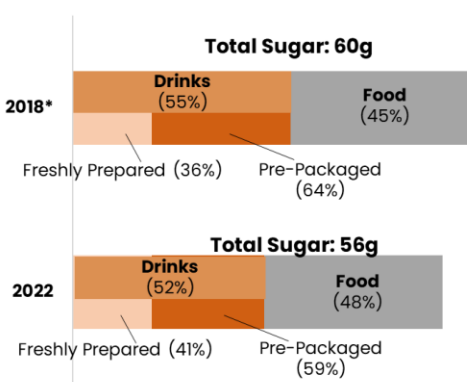 Total Sugar: 60g
2018*
Drinks
(55%)
Food
(45%)
Freshly Prepared (36%)
Pre-Packaged
(64%)
Total Sugar: 56g
2022
Drinks
(52%)
Food
(48%)
Freshly Prepared (41%)
Pre-Packaged
(59%)